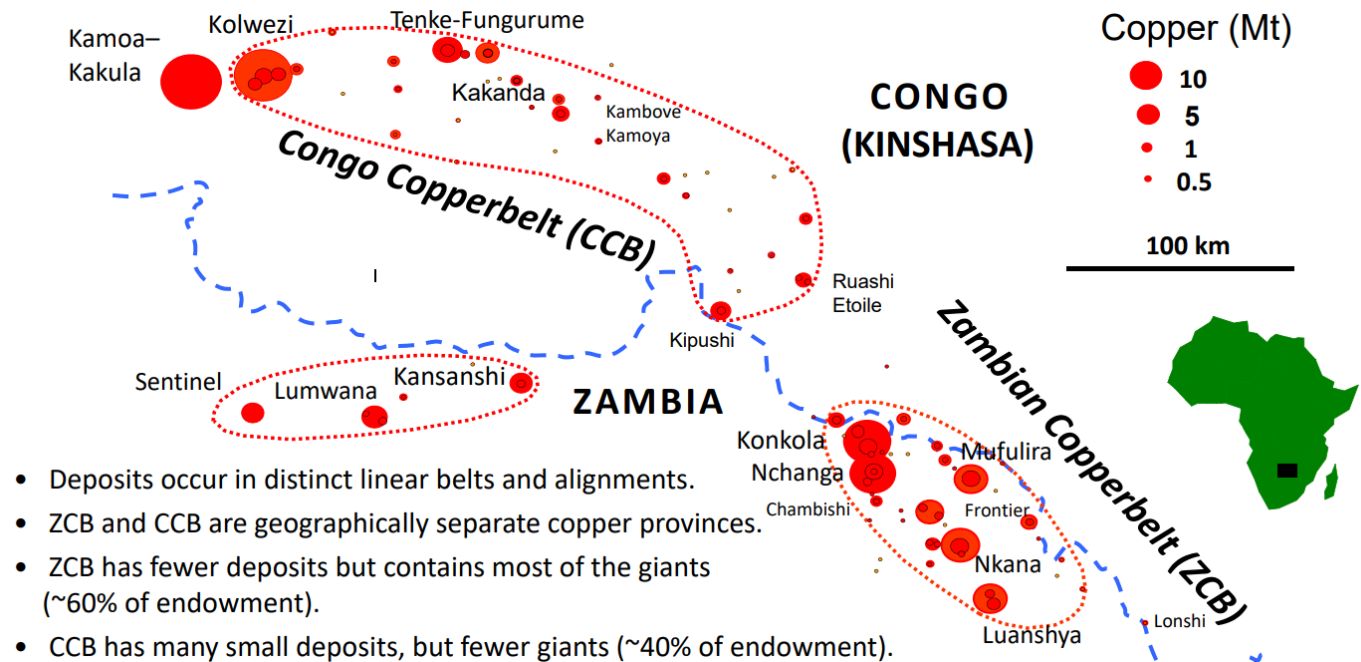 Kolwezi
Tenke-Fungurume
Kamoa–
Kakula
Kakanda
Kambove
Kamoya
Congo Copperbelt (CCB)
CONGO
(KINSHASA)
Copper (Mt)
10
5
1
0.5
100 km
I
Ruashi
Etoile
Kipushi
Sentinel
Lumwana
Kansanshi
ZAMBIA
Zambian Copperbelt (ZCB)
Konkola
Nchanga
Chambishi
Mufulira
Frontier
Nkana
Luanshya
Lonshi
• Deposits occur in distinct linear belts and alignments.
• ZCB and CCB are geographically separate copper provinces.
• ZCB has fewer deposits but contains most of the giants
(~60% of endowment).
• CCB has many small deposits, but fewer giants (~40% of endowment).